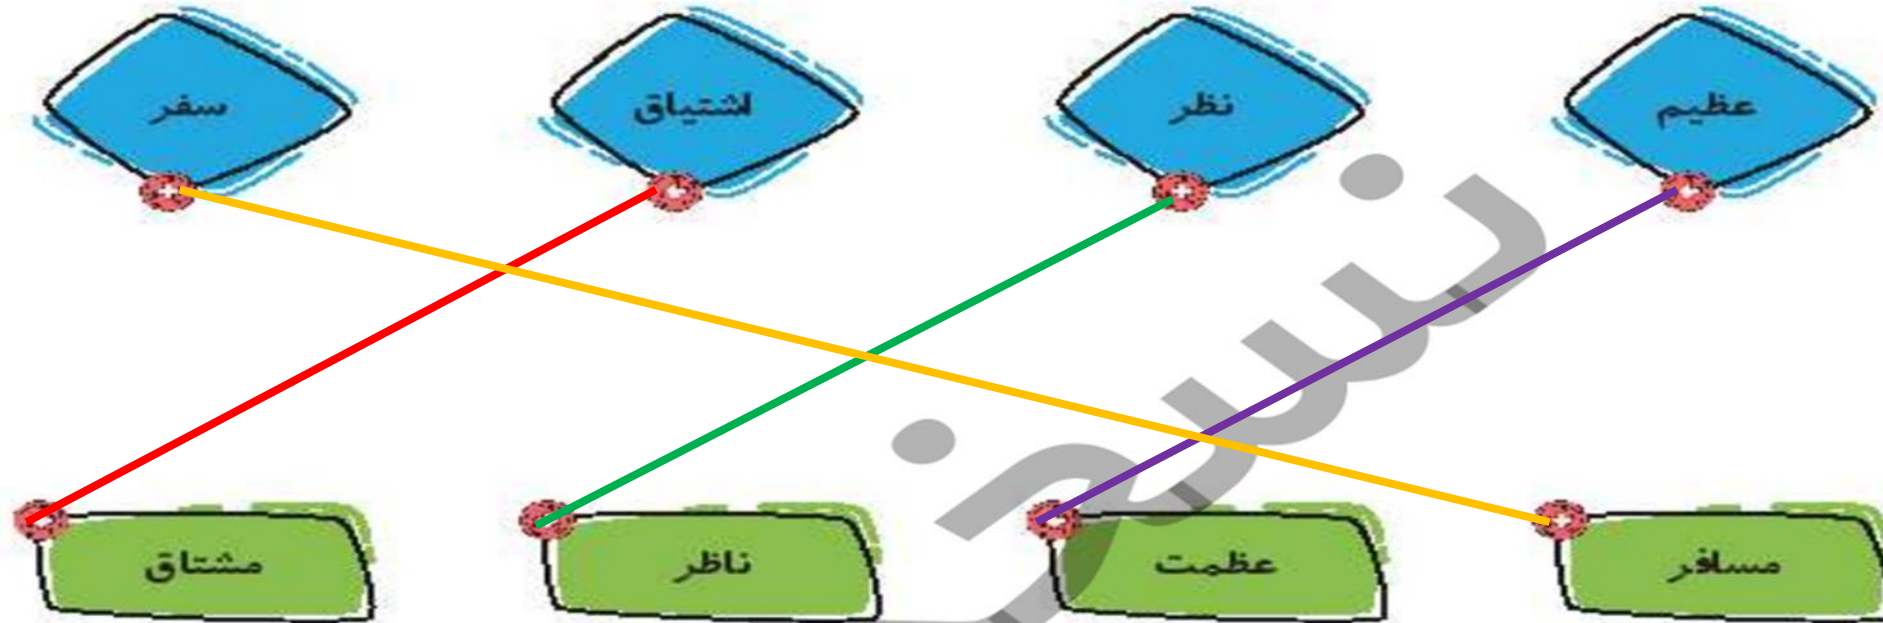 عظیم نظر اشتیاق سفر
مسافر عظمت ناظر مشتاق